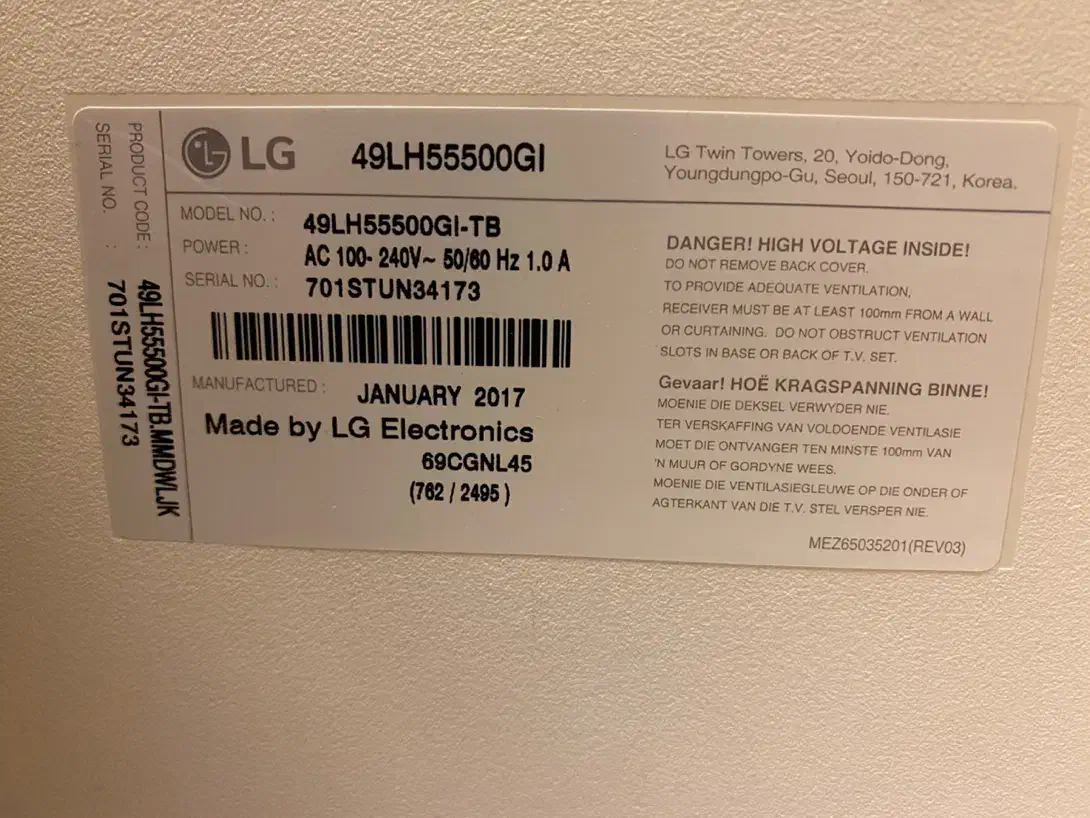 LG 49LH55500GI
LG Twin Towers, 20, Yoido-Dong,
Youngdungpo-Gu, Seoul, 150-721, Korea.
PRODUCT CODE : 49LH55500GI-TB.MMDWLJK
SERIAL NO. : 701STUN34173
MODEL NO. : 49LH55500GI-TB
POWER : AC 100- 240V~ 50/60 Hz 1.0 A
SERIAL NO. : 701STUN34173
MANUFACTURED : JANUARY 2017
Made by LG Electronics
69CGNL45
(762 / 2495 )
DANGER! HIGH VOLTAGE INSIDE!
DO NOT REMOVE BACK COVER.
TO PROVIDE ADEQUATE VENTILATION,
RECEIVER MUST BE AT LEAST 100mm FROM A WALL
OR CURTAINING. DO NOT OBSTRUCT VENTILATION
SLOTS IN BASE OR BACK OF T.V. SET.
Gevaar! HOË KRAGSPANNING BINNE!
MOENIE DIE DEKSEL VERWYDER NIE.
TER VERSKAFFING VAN VOLDOENDE VENTILASIE
MOET DIE ONTVANGER TEN MINSTE 100mm VAN
'N MUUR OF GORDYNE WEES.
MOENIE DIE VENTILASIEGLEUWE OP DIE ONDER OF
AGTERKANT VAN DIE T.V. STEL VERSPER NIE.
MEZ65035201(REV03)